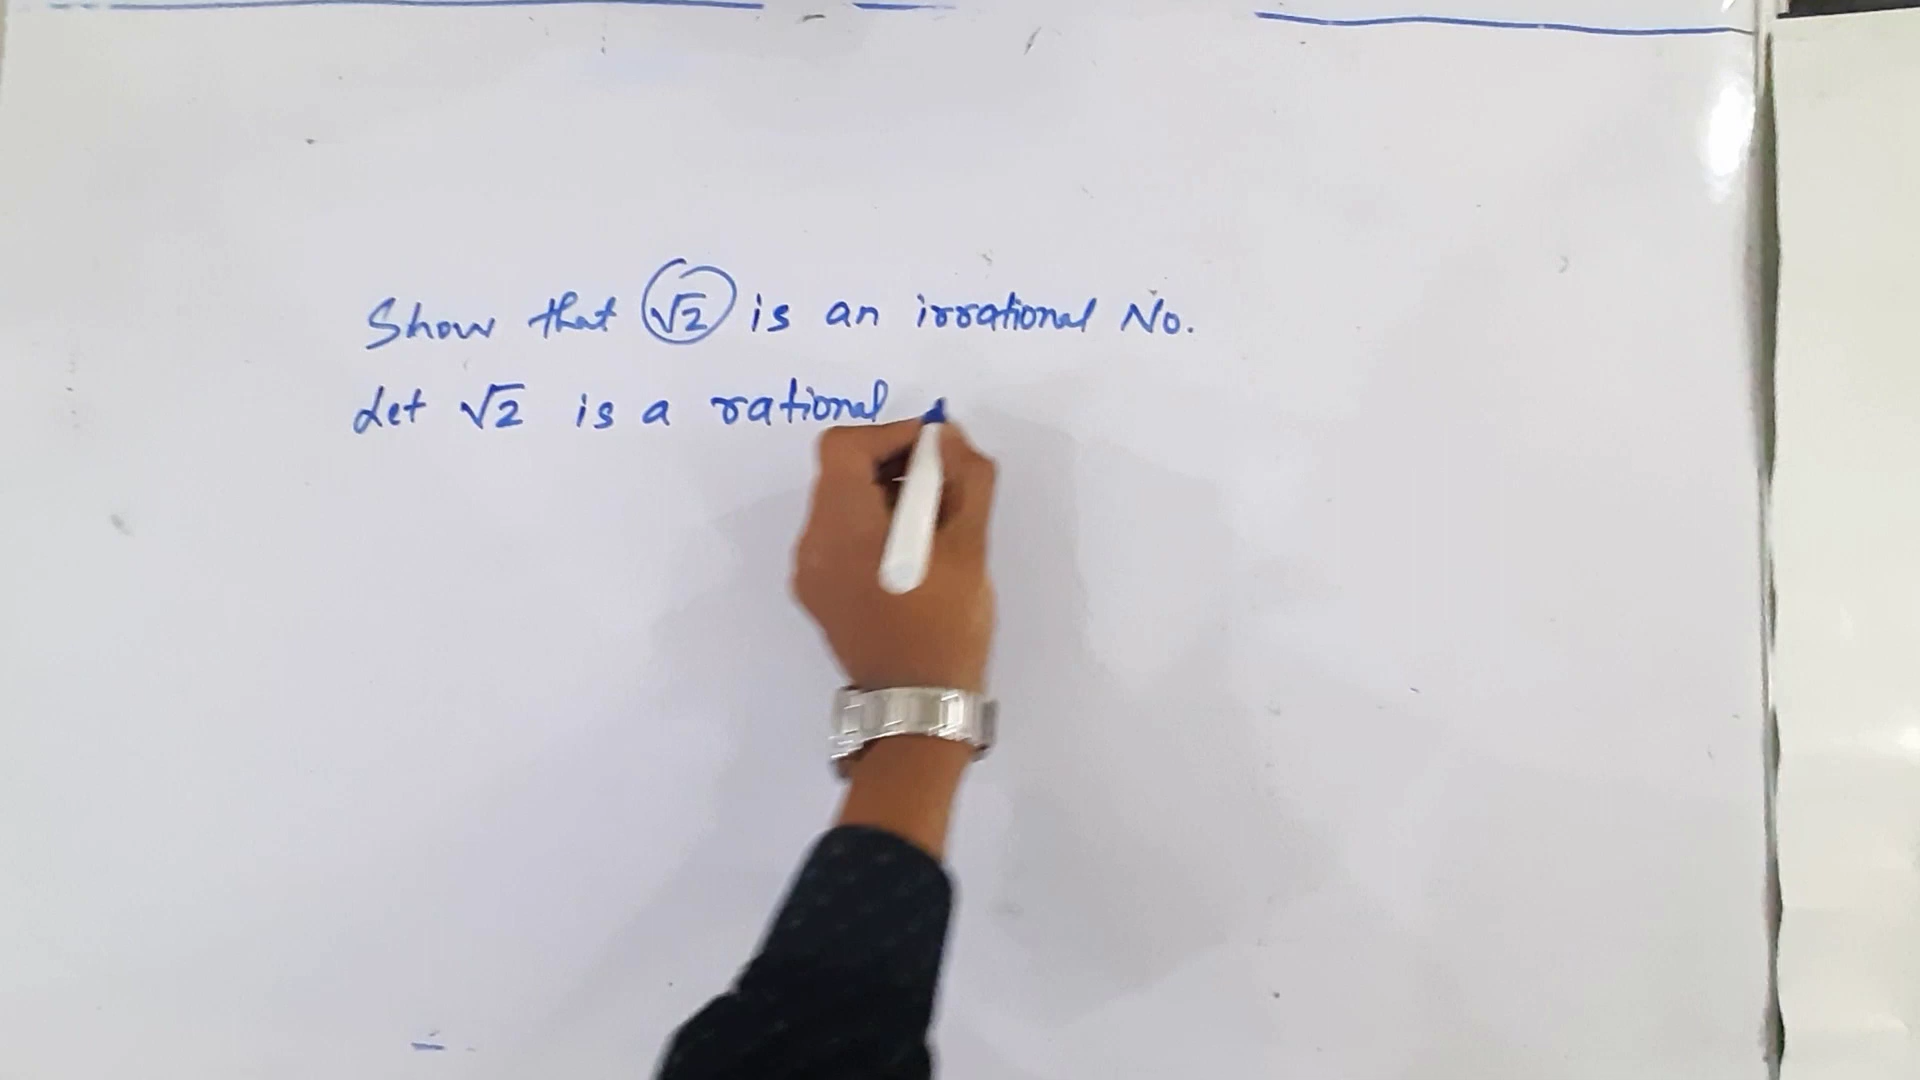 Show that √2 is an irrational No.
Let √2 is a rational